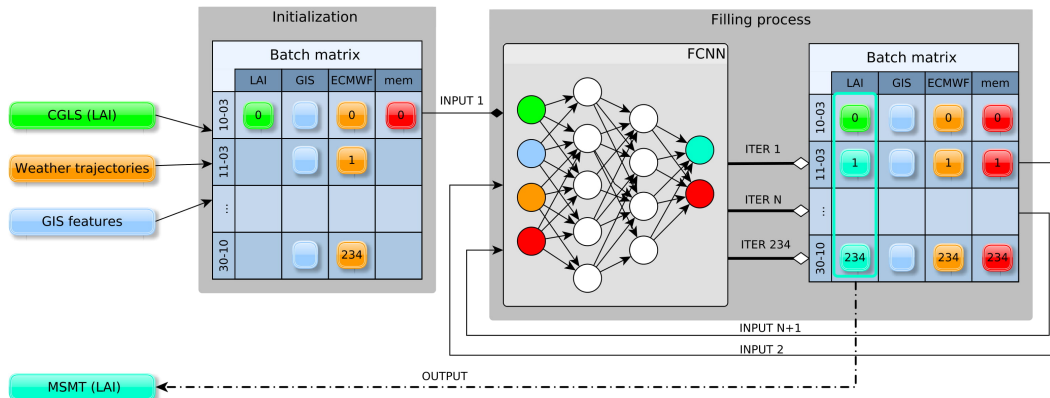 Initialization
Batch matrix
LAI GIS ECMWF mem
10-03 0 0 0
11-03 1
...
30-10 234
CGLS (LAI)
Weather trajectories
GIS features
MSMT (LAI)
INPUT 1
Filling process
FCNN
ITER 1
ITER N
ITER 234
Batch matrix
LAI GIS ECMWF mem
10-03 0 0 0
11-03 1 1 1
...
30-10 234 234 234
INPUT N+1
INPUT 2
OUTPUT